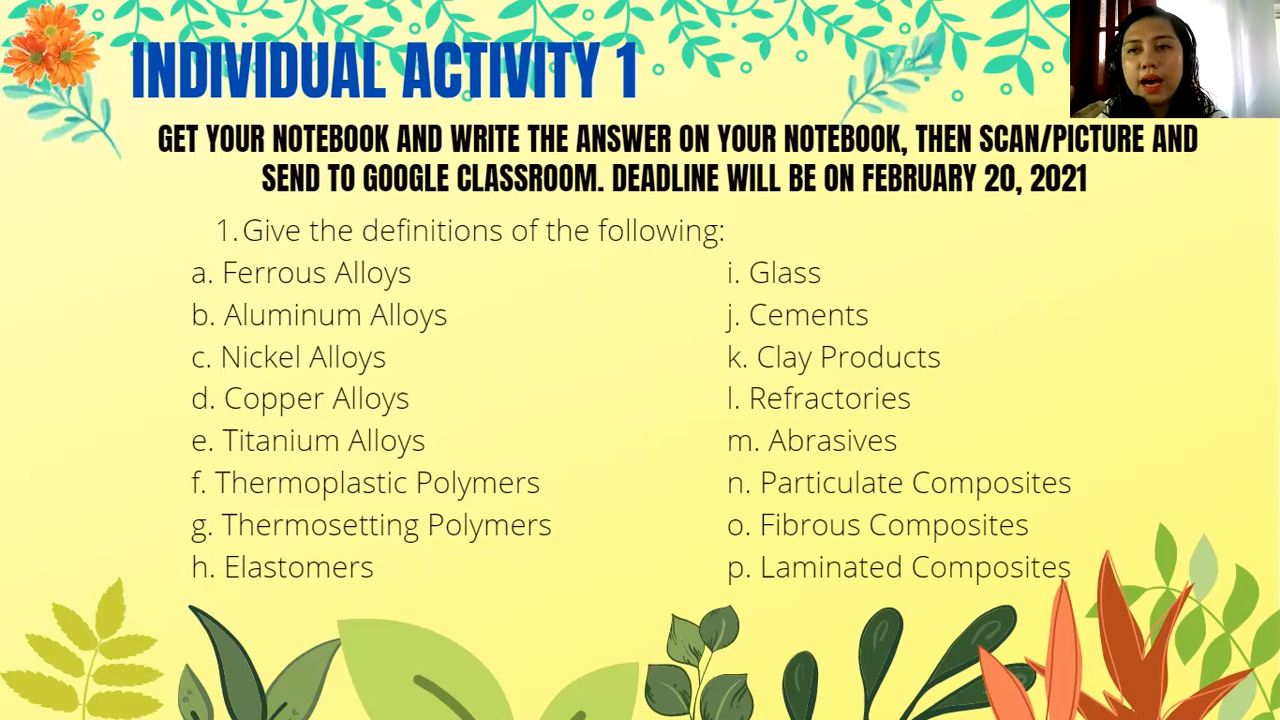 INDIVIDUAL ACTIVITY 1
GET YOUR NOTEBOOK AND WRITE THE ANSWER ON YOUR NOTEBOOK, THEN SCAN/PICTURE AND
SEND TO GOOGLE CLASSROOM. DEADLINE WILL BE ON FEBRUARY 20, 2021
1. Give the definitions of the following:
a. Ferrous Alloys
b. Aluminum Alloys
c. Nickel Alloys
d. Copper Alloys
e. Titanium Alloys
f. Thermoplastic Polymers
g. Thermosetting Polymers
h. Elastomers
i. Glass
j. Cements
k. Clay Products
l. Refractories
m. Abrasives
n. Particulate Composites
o. Fibrous Composites
p. Laminated Composites